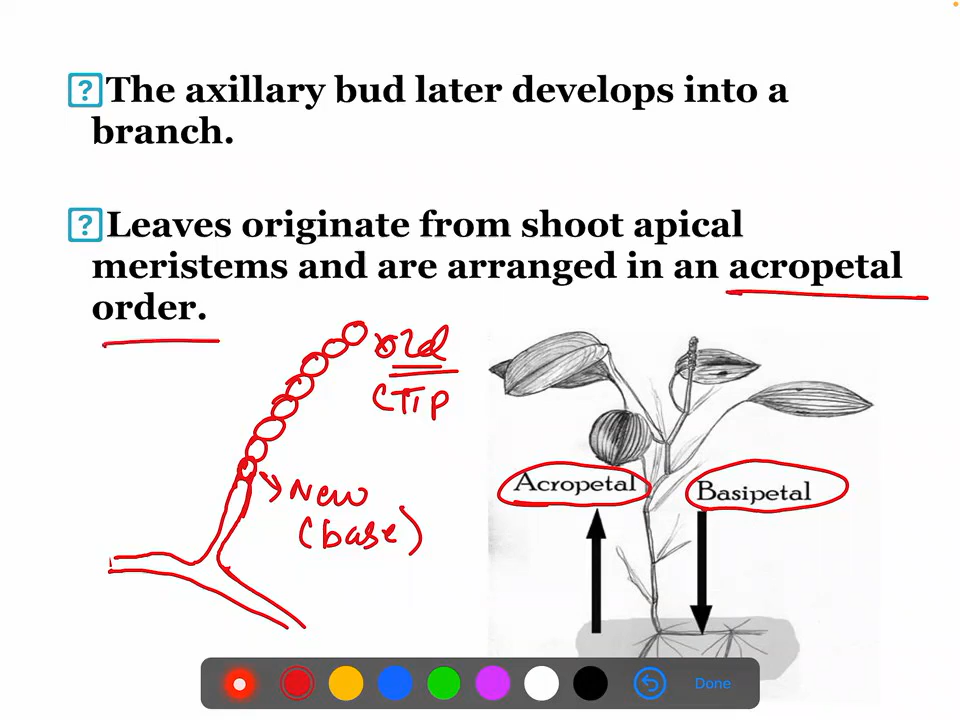 The axillary bud later develops into a
branch.
Leaves originate from shoot apical
meristems and are arranged in an acropetal
order.
old
(Tip
New
(base)
Acropetal
Basipetal
Done